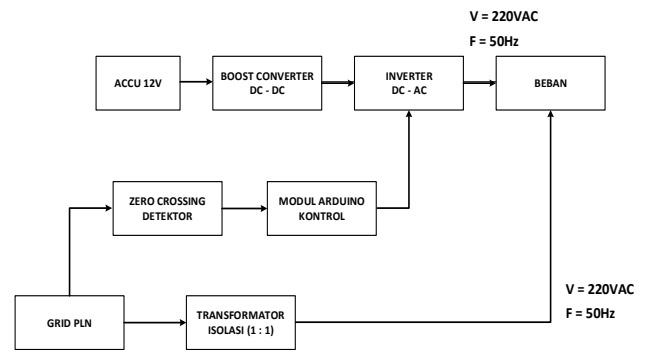 V = 220VAC
F = 50Hz
ACCU 12V
BOOST CONVERTER
DC - DC
INVERTER
DC - AC
BEBAN
ZERO CROSSING
DETEKTOR
MODUL ARDUINO
KONTROL
V = 220VAC
F = 50Hz
GRID PLN
TRANSFORMATOR
ISOLASI (1 : 1)